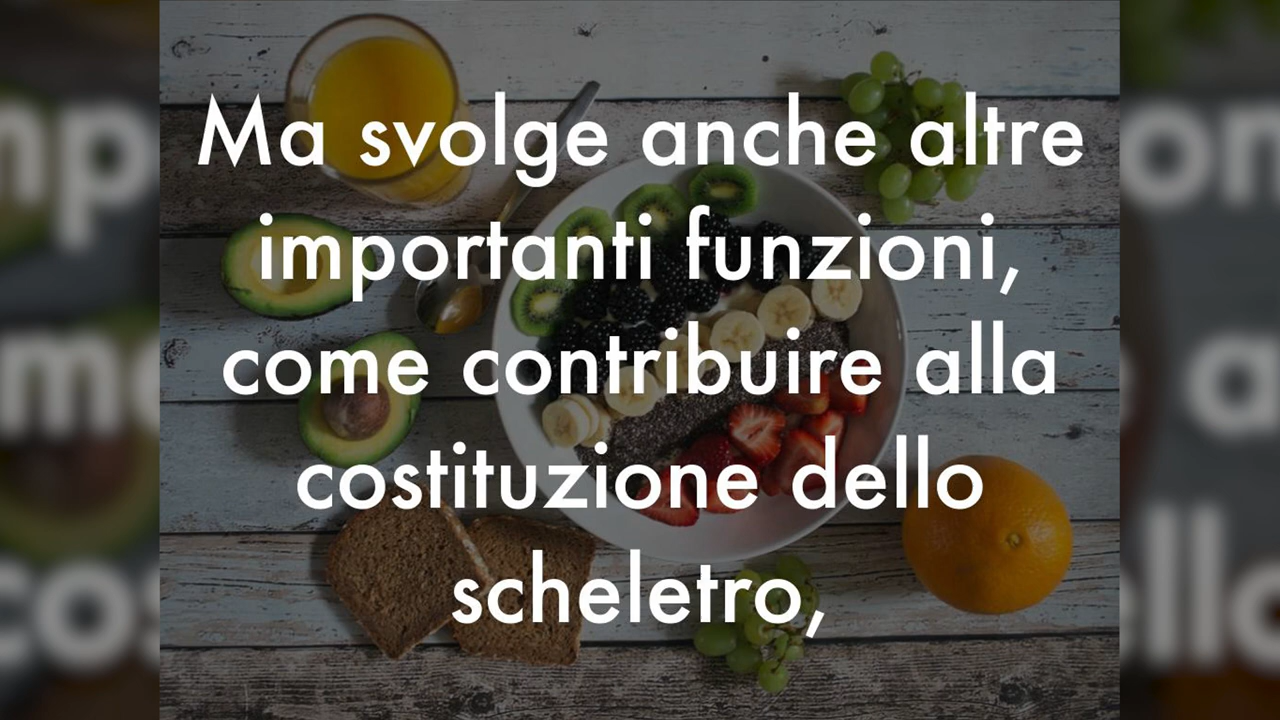 Ma svolge anche altre
importanti funzioni,
come contribuire alla
costituzione dello
scheletro,